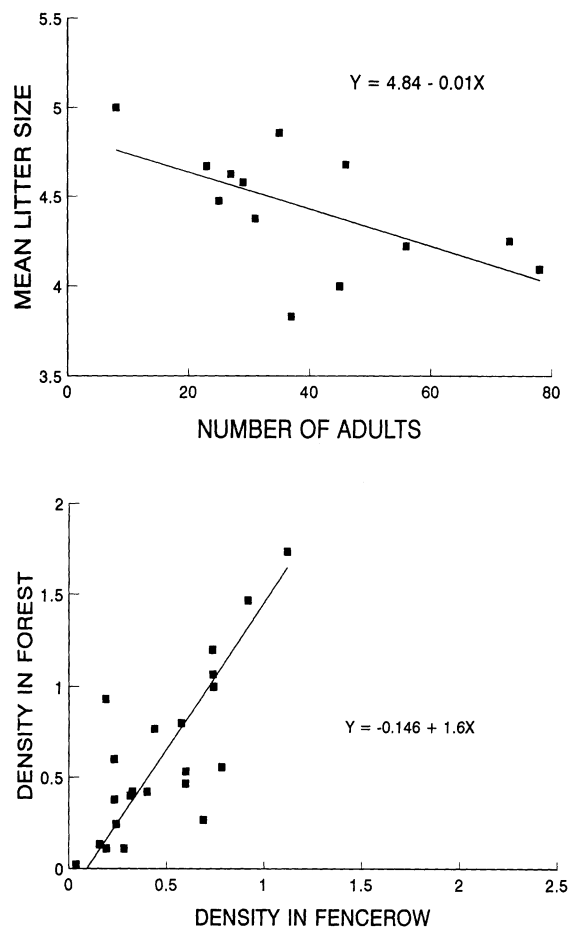 5.5
Y = 4.84 - 0.01X
5
4.5
4
3.5
MEAN LITTER SIZE
0 20 40 60 80
NUMBER OF ADULTS
2
1.5
1
Y = -0.146 + 1.6X
0.5
0
DENSITY IN FOREST
0 0.5 1 1.5 2 2.5
DENSITY IN FENCEROW